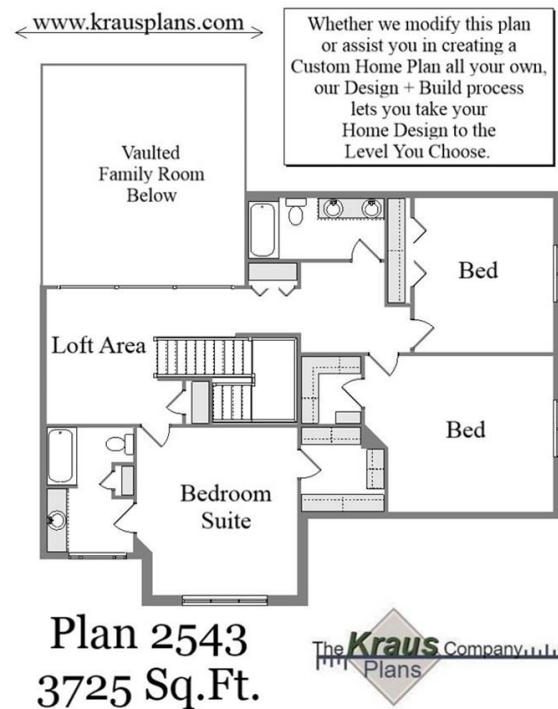 www.krausplans.com
Whether we modify this plan
or assist you in creating a
Custom Home Plan all your own,
our Design + Build process
lets you take your
Home Design to the
Level You Choose.
Vaulted
Family Room
Below
Bed
Loft Area
Bed
Bedroom
Suite
Plan 2543
3725 Sq.Ft.
The Kraus Company
Plans